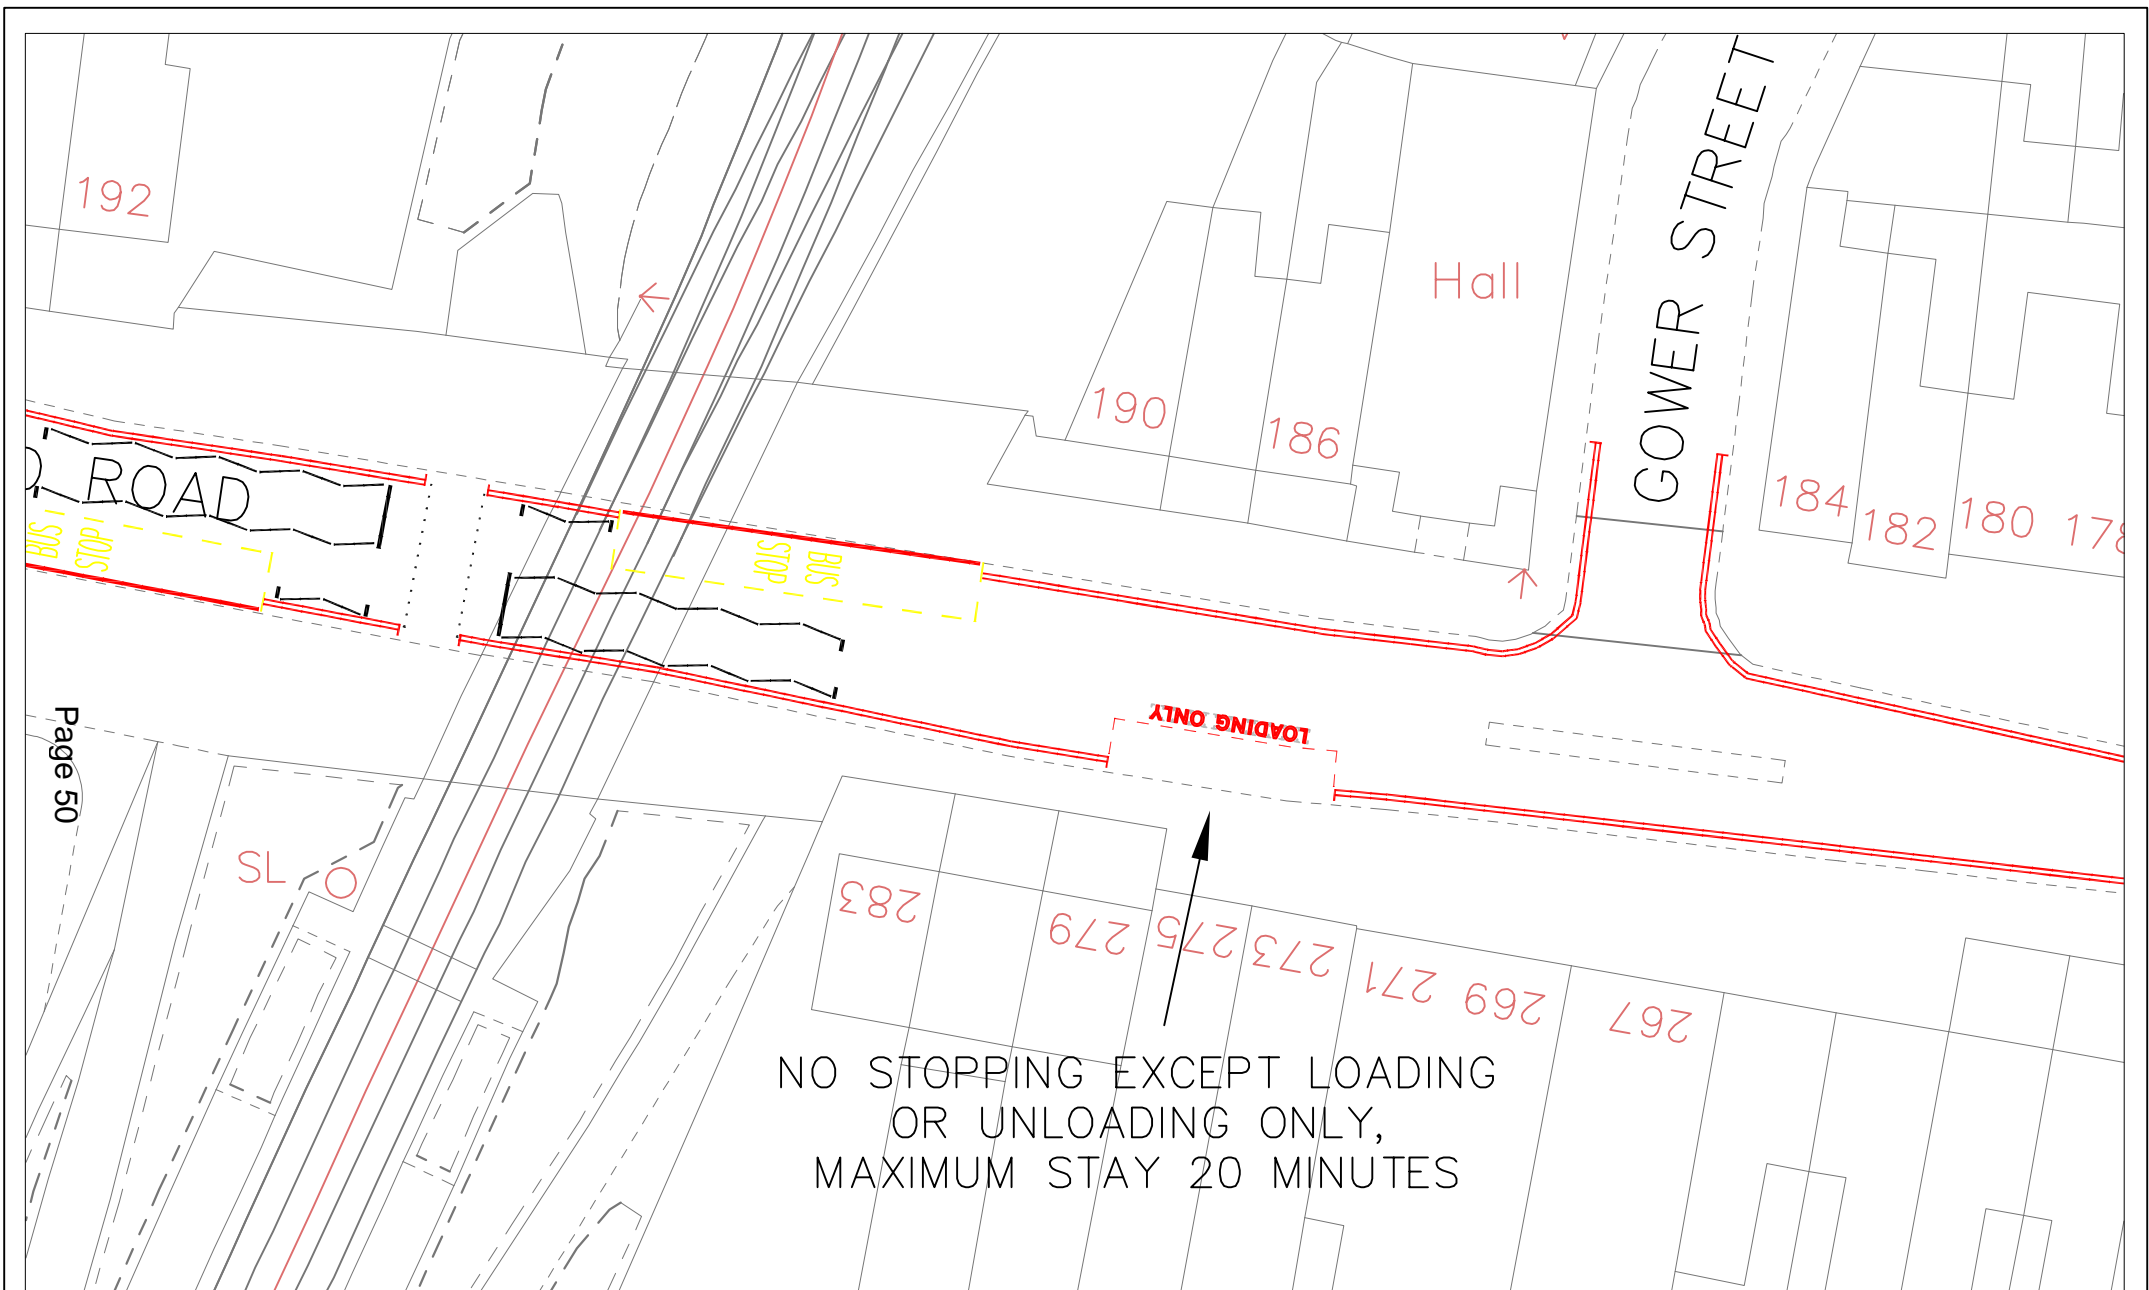 GOWER STREET
192
Hall
190
186
184
182
180
178
ROAD
BUS
STOP
BUS
STOP
LOADING ONLY
Page 50
SL
283
279
275
273
271
269
267
NO STOPPING EXCEPT LOADING
OR UNLOADING ONLY,
MAXIMUM STAY 20 MINUTES